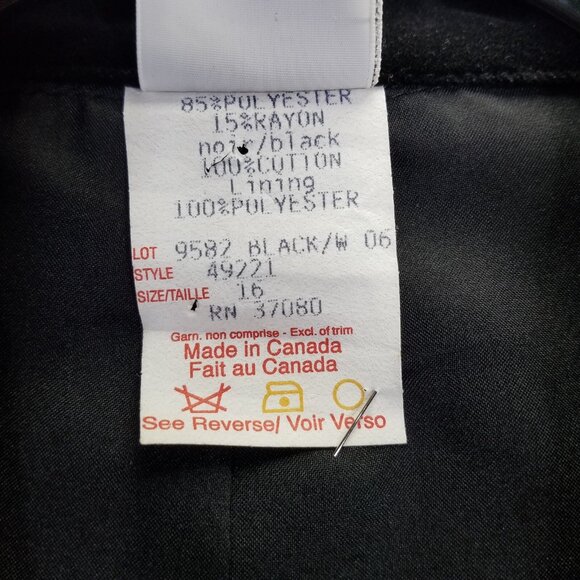 85%POLYESTER
15%RAYON
noir/black
100%COTTON
Lining
100%POLYESTER
LOT 9582 BLACK/W 06
STYLE 49221
SIZE/TAILLE 16
RN 37080
Garn. non comprise - Excl. of trim
Made in Canada
Fait au Canada
See Reverse/ Voir Verso